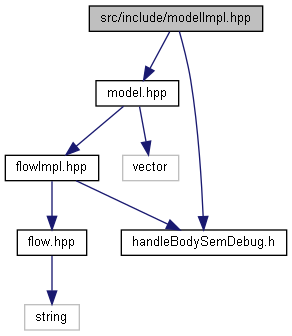 src/include/modelImpl.hpp
model.hpp
flowImpl.hpp
vector
flow.hpp
handleBodySemDebug.h
string